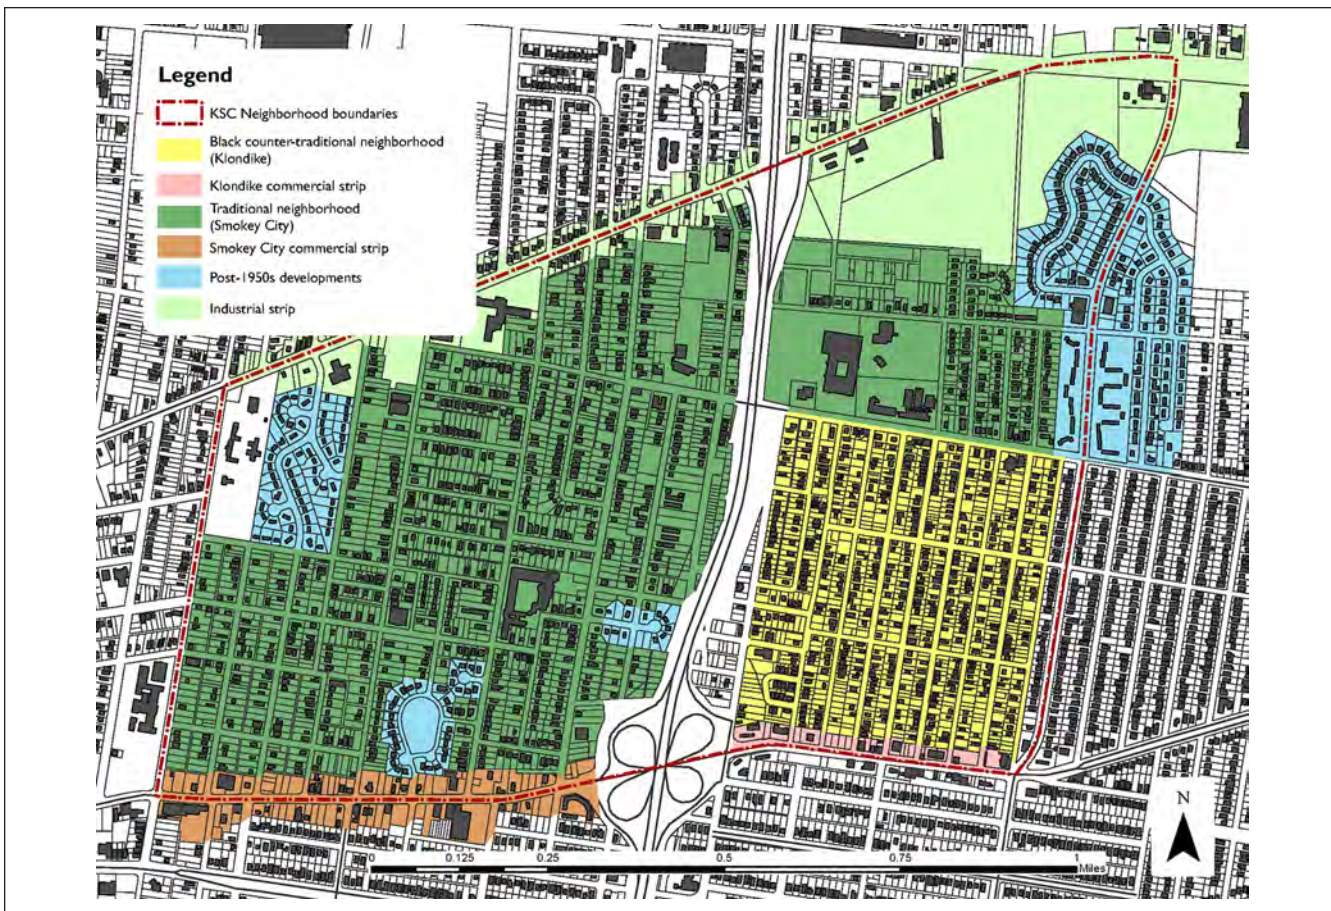 Legend
KSC Neighborhood boundaries
Black counter-traditional neighborhood
(Klondike)
Klondike commercial strip
Traditional neighborhood
(Smokey City)
Smokey City commercial strip
Post-1950s developments
Industrial strip
N
0 0.125 0.25 0.5 0.75 1
Miles